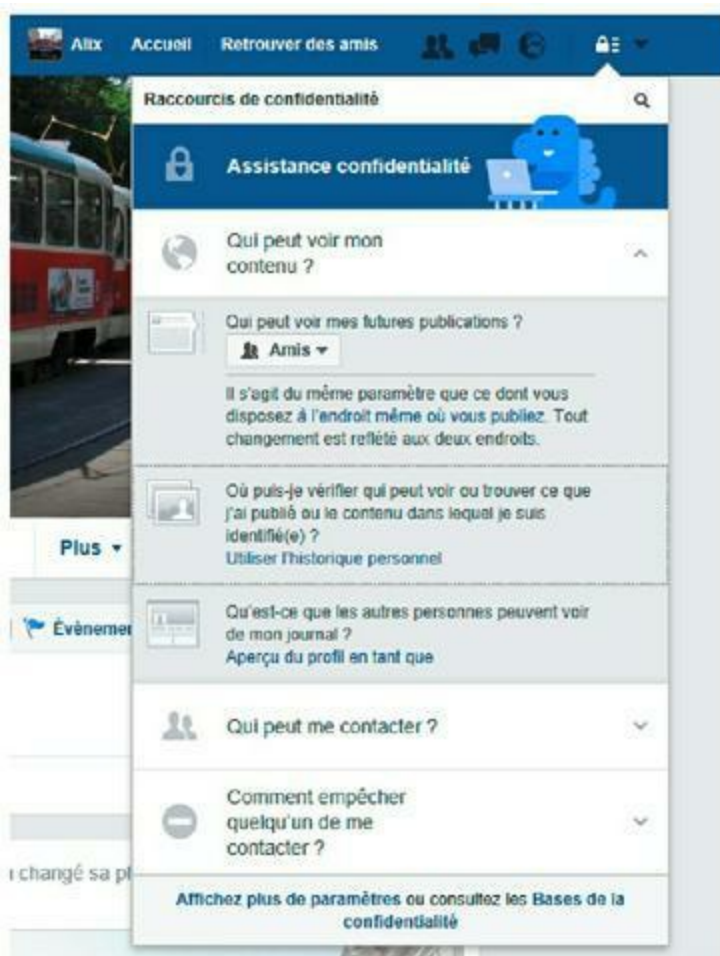 Alix Accueil Retrouver des amis
Raccourcis de confidentialité
Assistance confidentialité
Qui peut voir mon
contenu ?
Qui peut voir mes futures publications ?
Amis
Il s'agit du même paramètre que ce dont vous
disposez à l'endroit même où vous publiez. Tout
changement est reflété aux deux endroits.
Où puis-je vérifier qui peut voir ou trouver ce que
j'ai publié ou le contenu dans lequel je suis
identifié(e) ?
Utiliser l'historique personnel
Plus
Qu'est-ce que les autres personnes peuvent voir
de mon journal ?
Aperçu du profil en tant que
Évènemen
Qui peut me contacter ?
Comment empêcher
quelqu'un de me
contacter ?
changé sa pl
Affichez plus de paramètres ou consultez les Bases de la
confidentialité